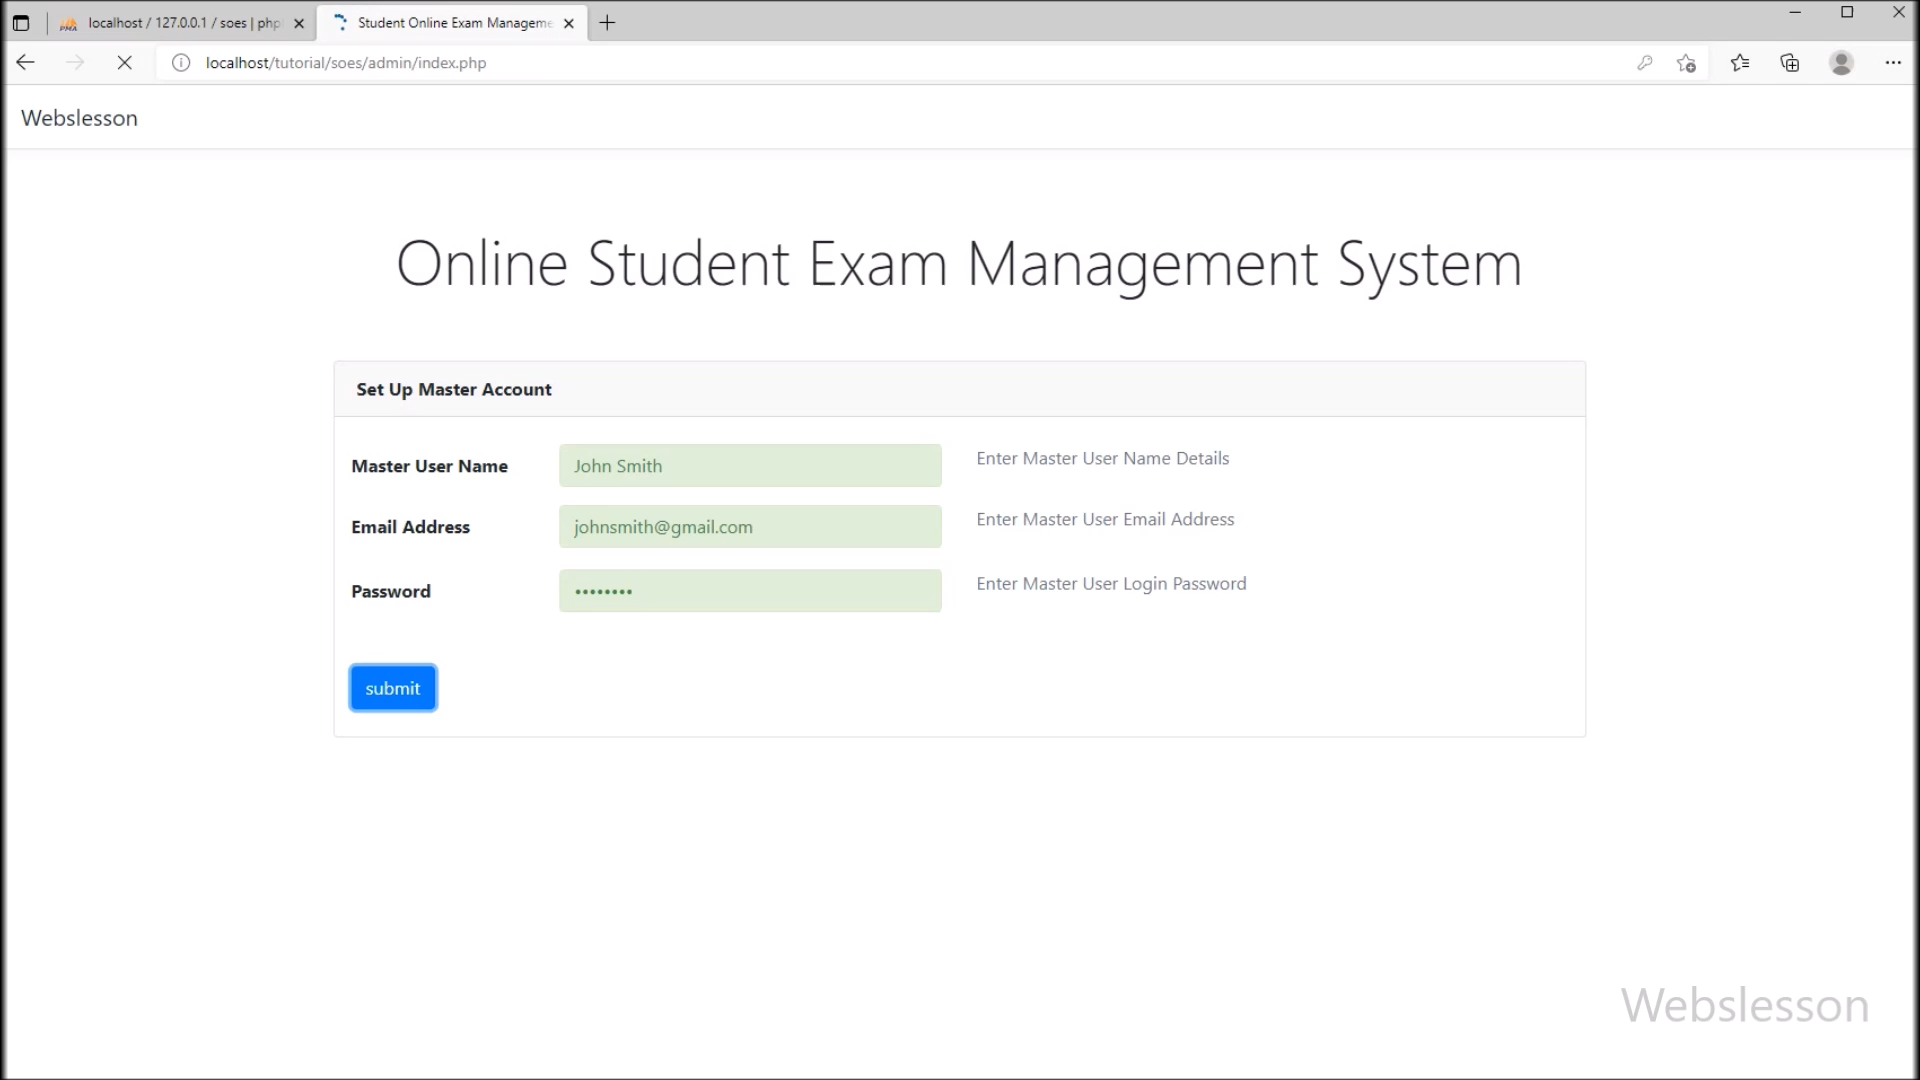 localhost / 127.0.0.1 / soes | php
Student Online Exam Manageme
localhost/tutorial/soes/admin/index.php
Webslesson
Online Student Exam Management System
Set Up Master Account
Master User Name
John Smith
Enter Master User Name Details
Email Address
johnsmith@gmail.com
Enter Master User Email Address
Password
••••••••
Enter Master User Login Password
submit
Webslesson